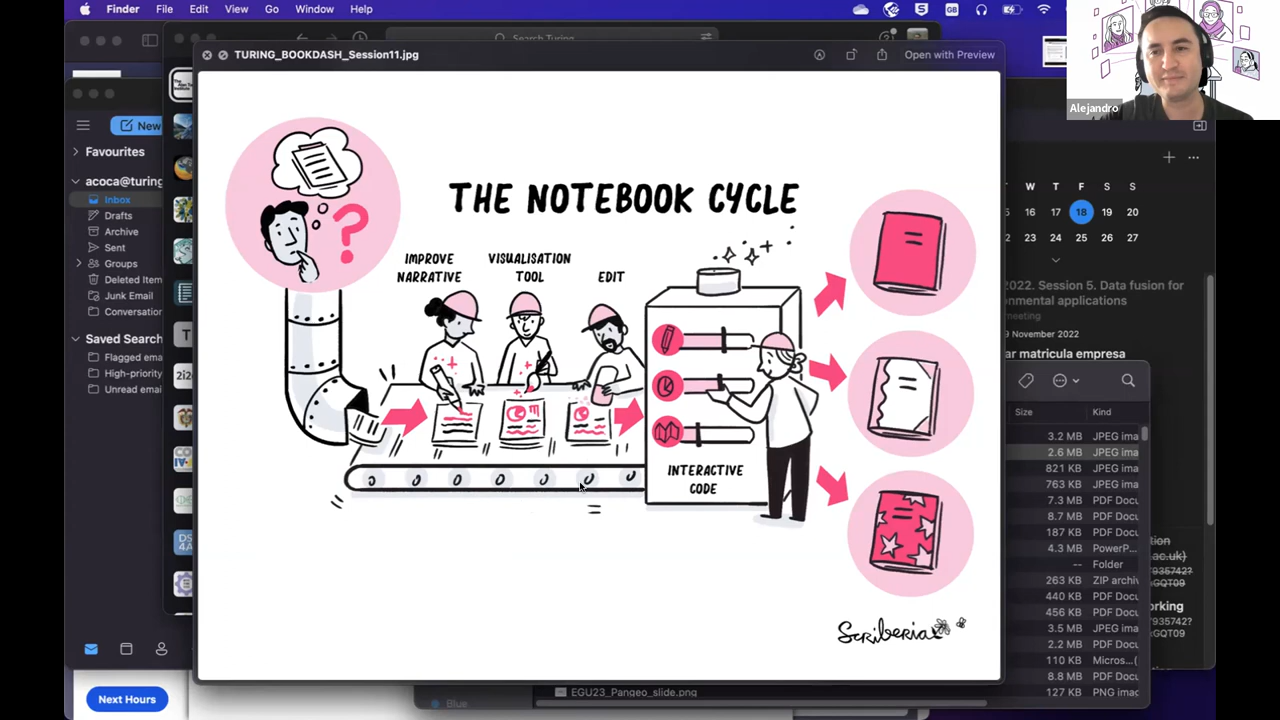 Finder File Edit View Go Window Help
Search Turing
TURING_BOOKDASH_Session11.jpg
Open with Preview
Alejandro
New
Favourites
acoca@turing
Inbox
Drafts
Archive
Sent
Groups
Deleted Item
Junk Email
Conversation
Saved Search
Flagged ema
High-priority
Unread email
Next Hours
THE NOTEBOOK CYCLE
IMPROVE
NARRATIVE
VISUALISATION
TOOL
EDIT
INTERACTIVE
CODE
Scriberia
W T F S S
16 17 18 19 20
23 24 25 26 27
2022. Session 5. Data fusion for
onmental applications
meeting
9 November 2022
ar matricula empresa
Size Kind
3.2 MB JPEG ima
2.6 MB JPEG ima
821 KB JPEG ima
763 KB JPEG ima
7.3 MB PDF Docu
8.7 MB PDF Docu
187 KB PDF Docu
4.3 MB PowerP...
-- Folder
263 KB ZIP archiv
440 KB PDF Docu
456 KB PDF Docu
3.5 MB JPEG ima
2.2 MB PDF Docu
110 KB Micros...(
8.8 MB PDF Docu
127 KB PNG imag
EGU23_Pangeo_slide.png
Blue